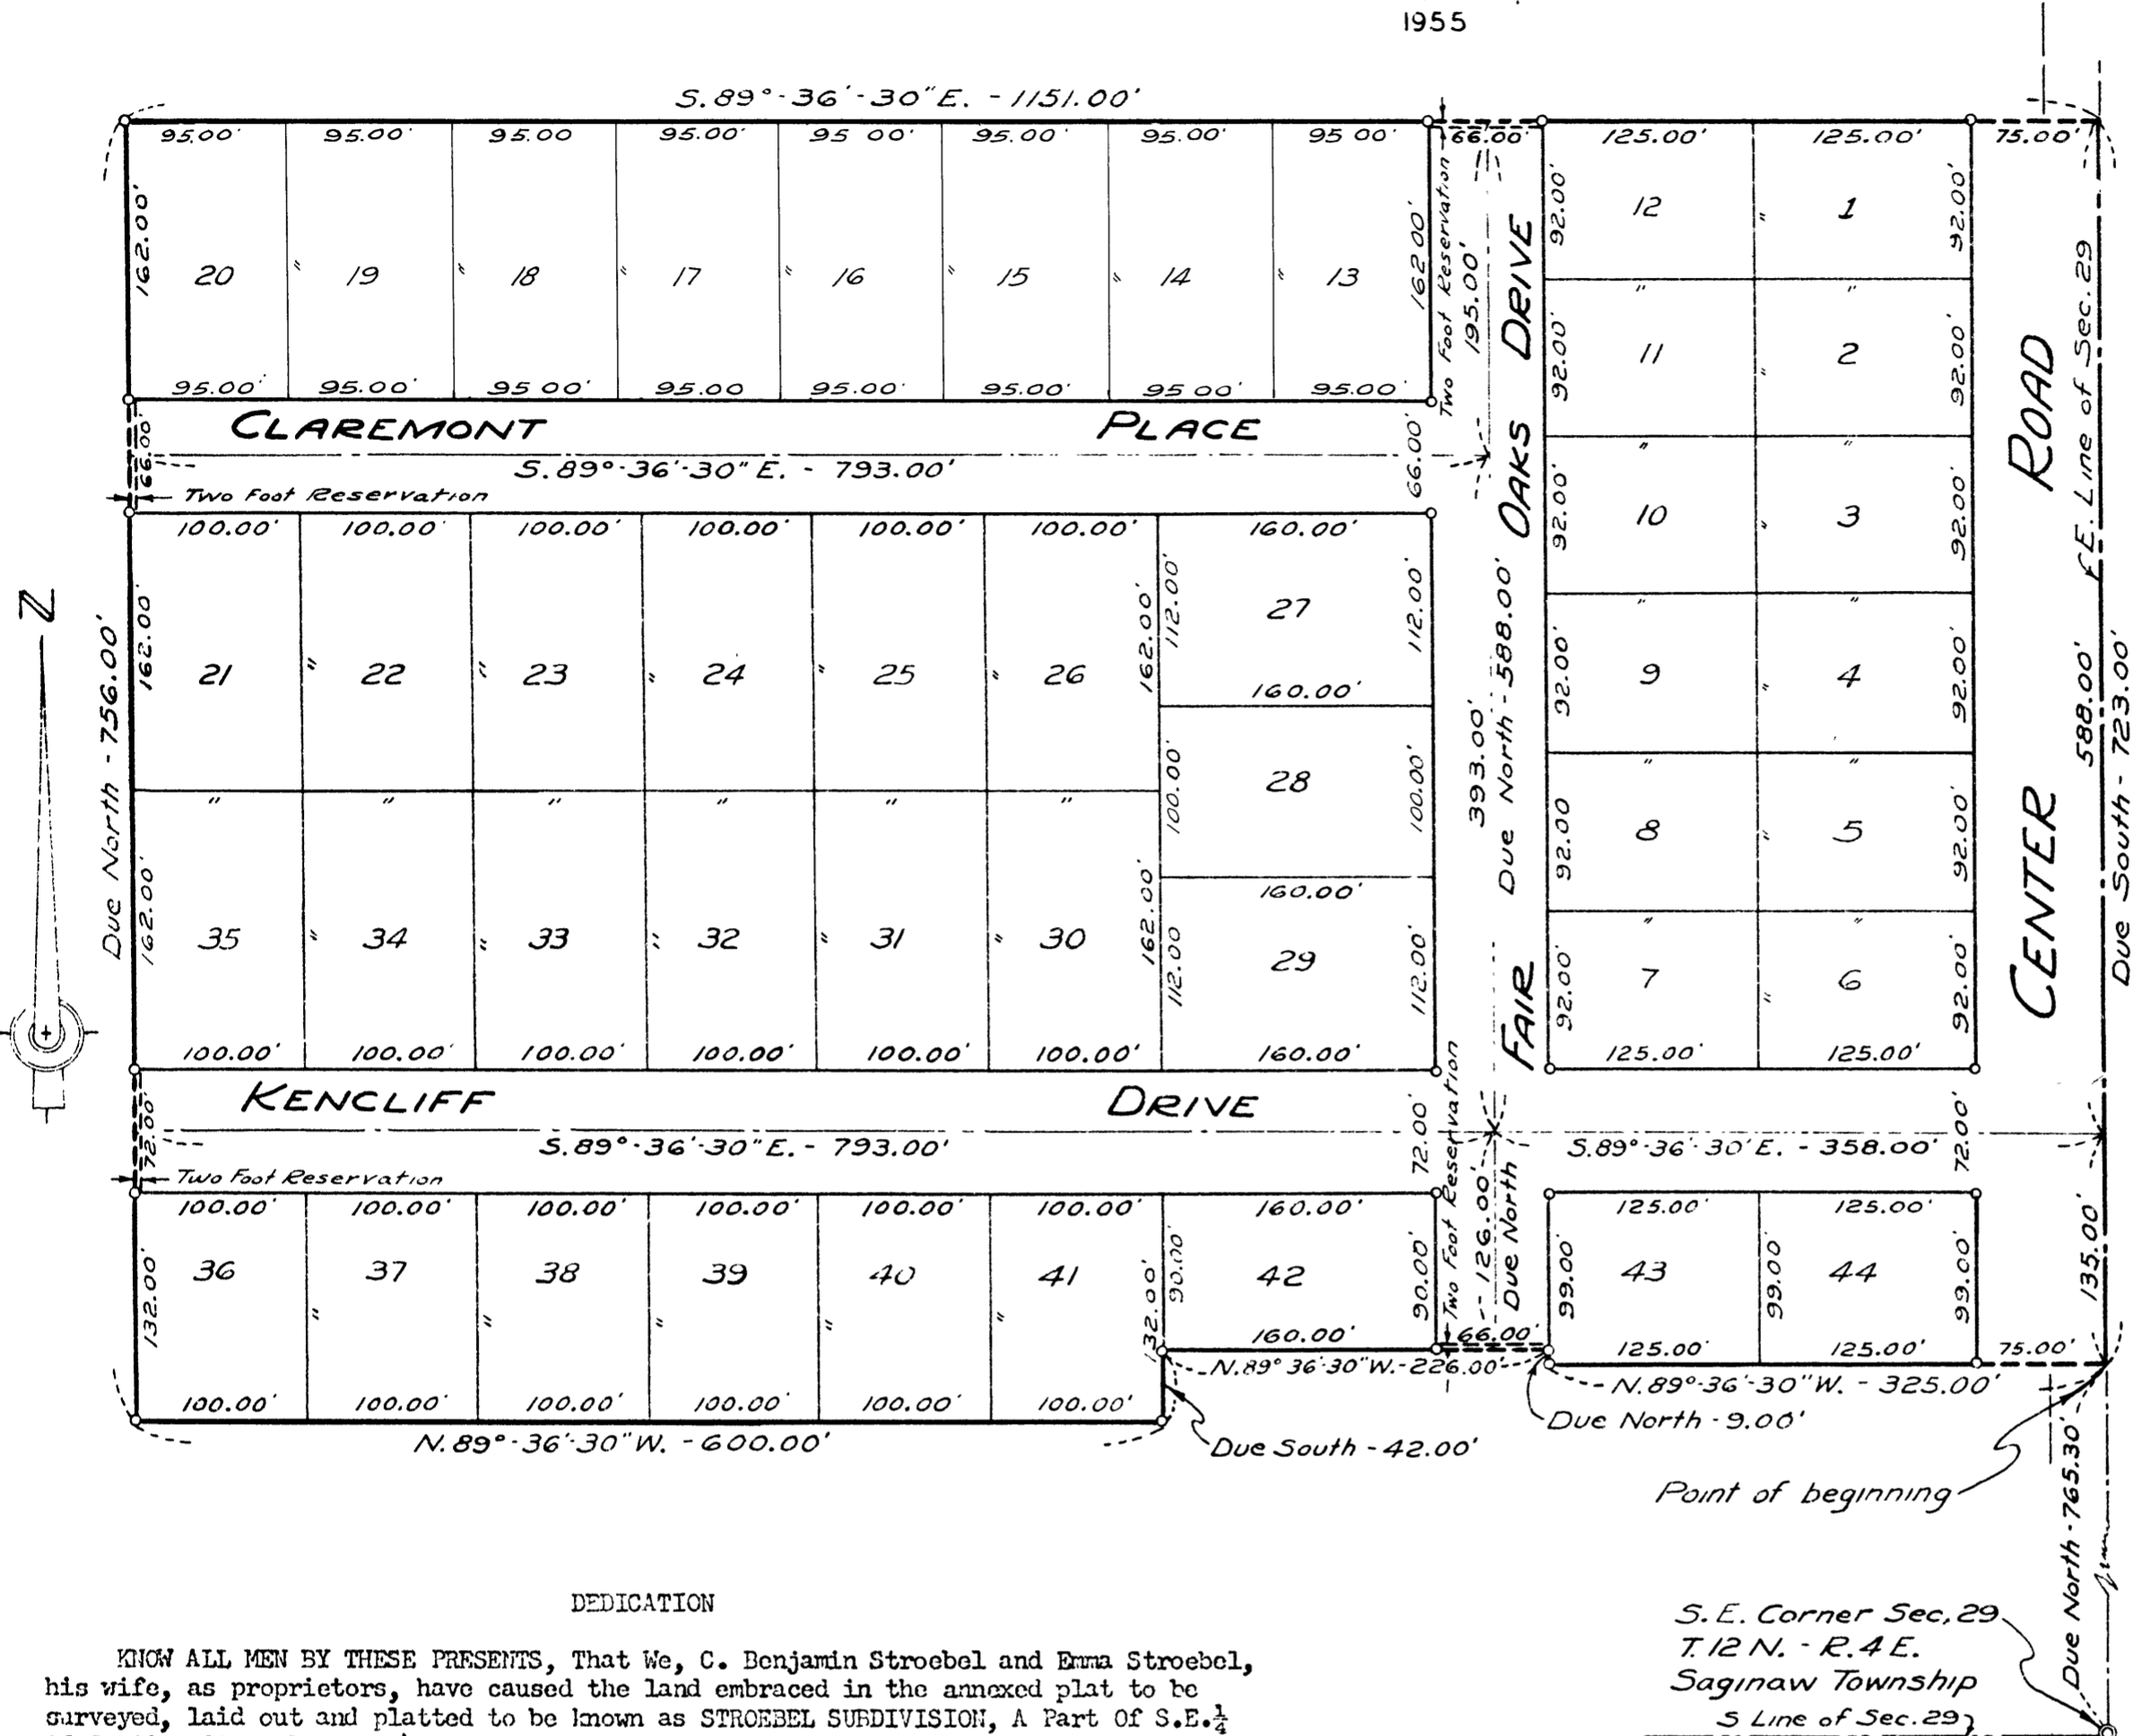 1955
S.89°-36'-30"E. - 1151.00'
95.00' 95.00' 95.00 95.00' 95 00' 95.00' 95.00' 95 00' 66.00' 125.00' 125.00' 75.00'
162.00' 20 " 19 " 18 " 17 " 16 " 15 " 14 " 13 162 00'
Two Foot Reservation
195.00'
92.00' 12 " 1 92.00'
" "
92.00' 11 " 2 92.00'
" "
92.00' 10 " 3 92.00'
" "
92.00' 9 " 4 92.00'
" "
92.00 8 " 5 92.00'
" "
92.00' 7 " 6 92.00'
125.00' 125.00'
95.00' 95.00' 95 00' 95.00 95.00' 95.00' 95 00' 95.00'
CLAREMONT PLACE
66.00' S.89°-36'-30"E. - 793.00' 66.00'
Two Foot Reservation
FAIR OAKS DRIVE
Due North - 588.00'
393.00'
CENTER ROAD
E. Line of Sec. 29
588.00'
Due South - 723.00'
N
Due North - 756.00'
100.00' 100.00' 100.00' 100.00' 100.00' 100.00' 160.00'
162.00' 21 " 22 " 23 " 24 " 25 " 26 162.00'
112.00' 27 112.00'
160.00'
" " " " " "
100.00' 28 100.00'
160.00'
162.00' 35 " 34 " 33 " 32 " 31 " 30 162.00'
112.00 29 112.00'
100.00' 100.00' 100.00' 100.00' 100.00' 100.00' 160.00'
KENCLIFF DRIVE
72.00' S.89°-36'-30"E. - 793.00' 72.00' S.89°-36'-30'E. - 358.00' 72.00'
Two Foot Reservation
Two Foot Reservation
126.00'
Due North
100.00' 100.00' 100.00' 100.00' 100.00' 100.00' 160.00' 125.00' 125.00'
132.00' 36 " 37 " 38 " 39 " 40 " 41 132.00' 90.00' 42 90.00' 99.00' 43 99.00' 44 99.00' 135.00'
160.00' 66.00' 125.00' 125.00' 75.00'
N.89° 36'-30"W.-226.00'
N.89°-36'-30"W. - 325.00'
100.00' 100.00' 100.00' 100.00' 100.00' 100.00'
N.89°-36'-30"W. - 600.00'
Due South - 42.00'
Due North - 9.00'
Point of beginning
Due North - 765.30'
S.E. Corner Sec, 29
T.12 N. - R.4 E.
Saginaw Township
S Line of Sec. 29
DEDICATION
KNOW ALL MEN BY THESE PRESENTS, That We, C. Benjamin Stroebel and Emma Stroebel,
his wife, as proprietors, have caused the land embraced in the annexed plat to be
surveyed, laid out and platted to be known as STROEBEL SUBDIVISION, A Part Of S.E.¼